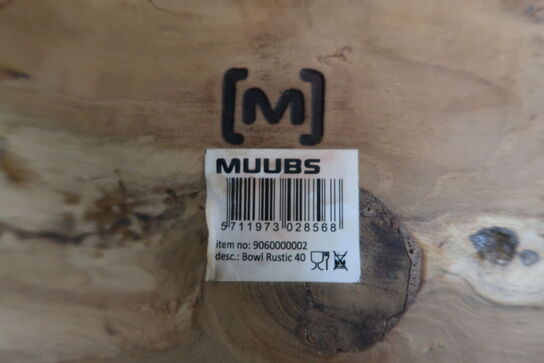 [M]
MUUBS
5711973 028568
item no: 9060000002
desc.: Bowl Rustic 40